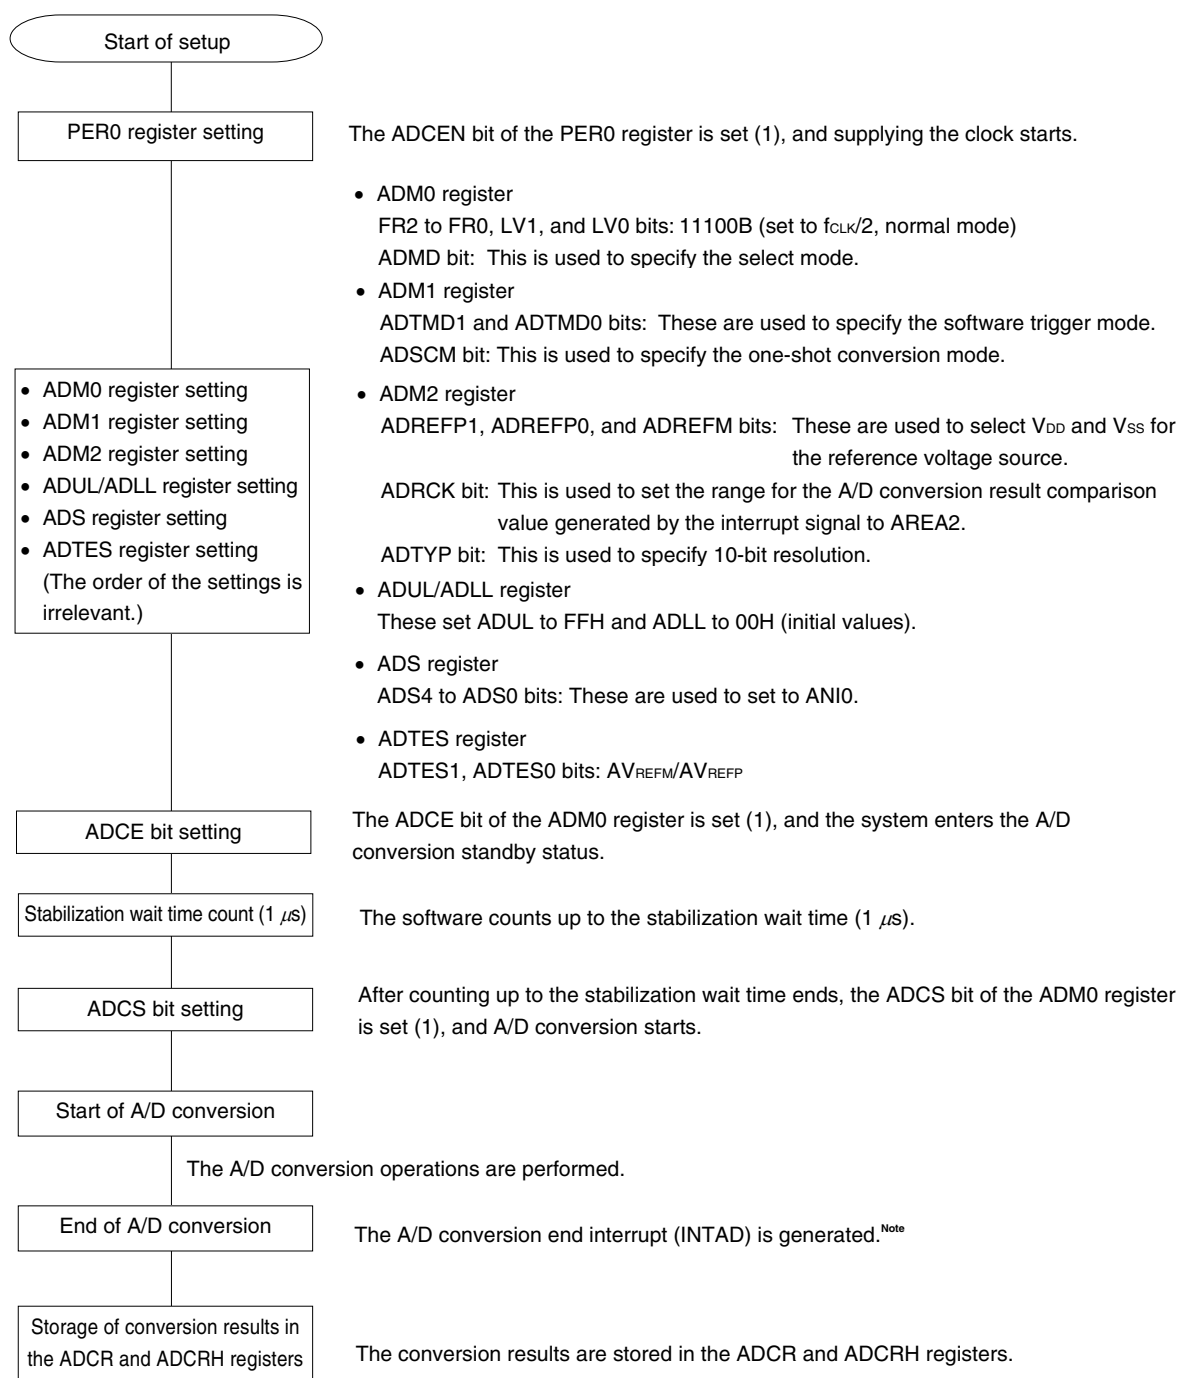 Start of setup
PER0 register setting
The ADCEN bit of the PER0 register is set (1), and supplying the clock starts.
• ADM0 register
FR2 to FR0, LV1, and LV0 bits: 11100B (set to fCLK/2, normal mode)
ADMD bit: This is used to specify the select mode.
• ADM1 register
ADTMD1 and ADTMD0 bits: These are used to specify the software trigger mode.
ADSCM bit: This is used to specify the one-shot conversion mode.
• ADM2 register
ADREFP1, ADREFP0, and ADREFM bits: These are used to select VDD and VSS for
the reference voltage source.
ADRCK bit: This is used to set the range for the A/D conversion result comparison
value generated by the interrupt signal to AREA2.
ADTYP bit: This is used to specify 10-bit resolution.
• ADUL/ADLL register
These set ADUL to FFH and ADLL to 00H (initial values).
• ADS register
ADS4 to ADS0 bits: These are used to set to ANI0.
• ADTES register
ADTES1, ADTES0 bits: AVREFM/AVREFP
• ADM0 register setting
• ADM1 register setting
• ADM2 register setting
• ADUL/ADLL register setting
• ADS register setting
• ADTES register setting
(The order of the settings is
irrelevant.)
ADCE bit setting
The ADCE bit of the ADM0 register is set (1), and the system enters the A/D
conversion standby status.
Stabilization wait time count (1 μs)
The software counts up to the stabilization wait time (1 μs).
ADCS bit setting
After counting up to the stabilization wait time ends, the ADCS bit of the ADM0 register
is set (1), and A/D conversion starts.
Start of A/D conversion
The A/D conversion operations are performed.
End of A/D conversion
The A/D conversion end interrupt (INTAD) is generated.Note
Storage of conversion results in
the ADCR and ADCRH registers
The conversion results are stored in the ADCR and ADCRH registers.